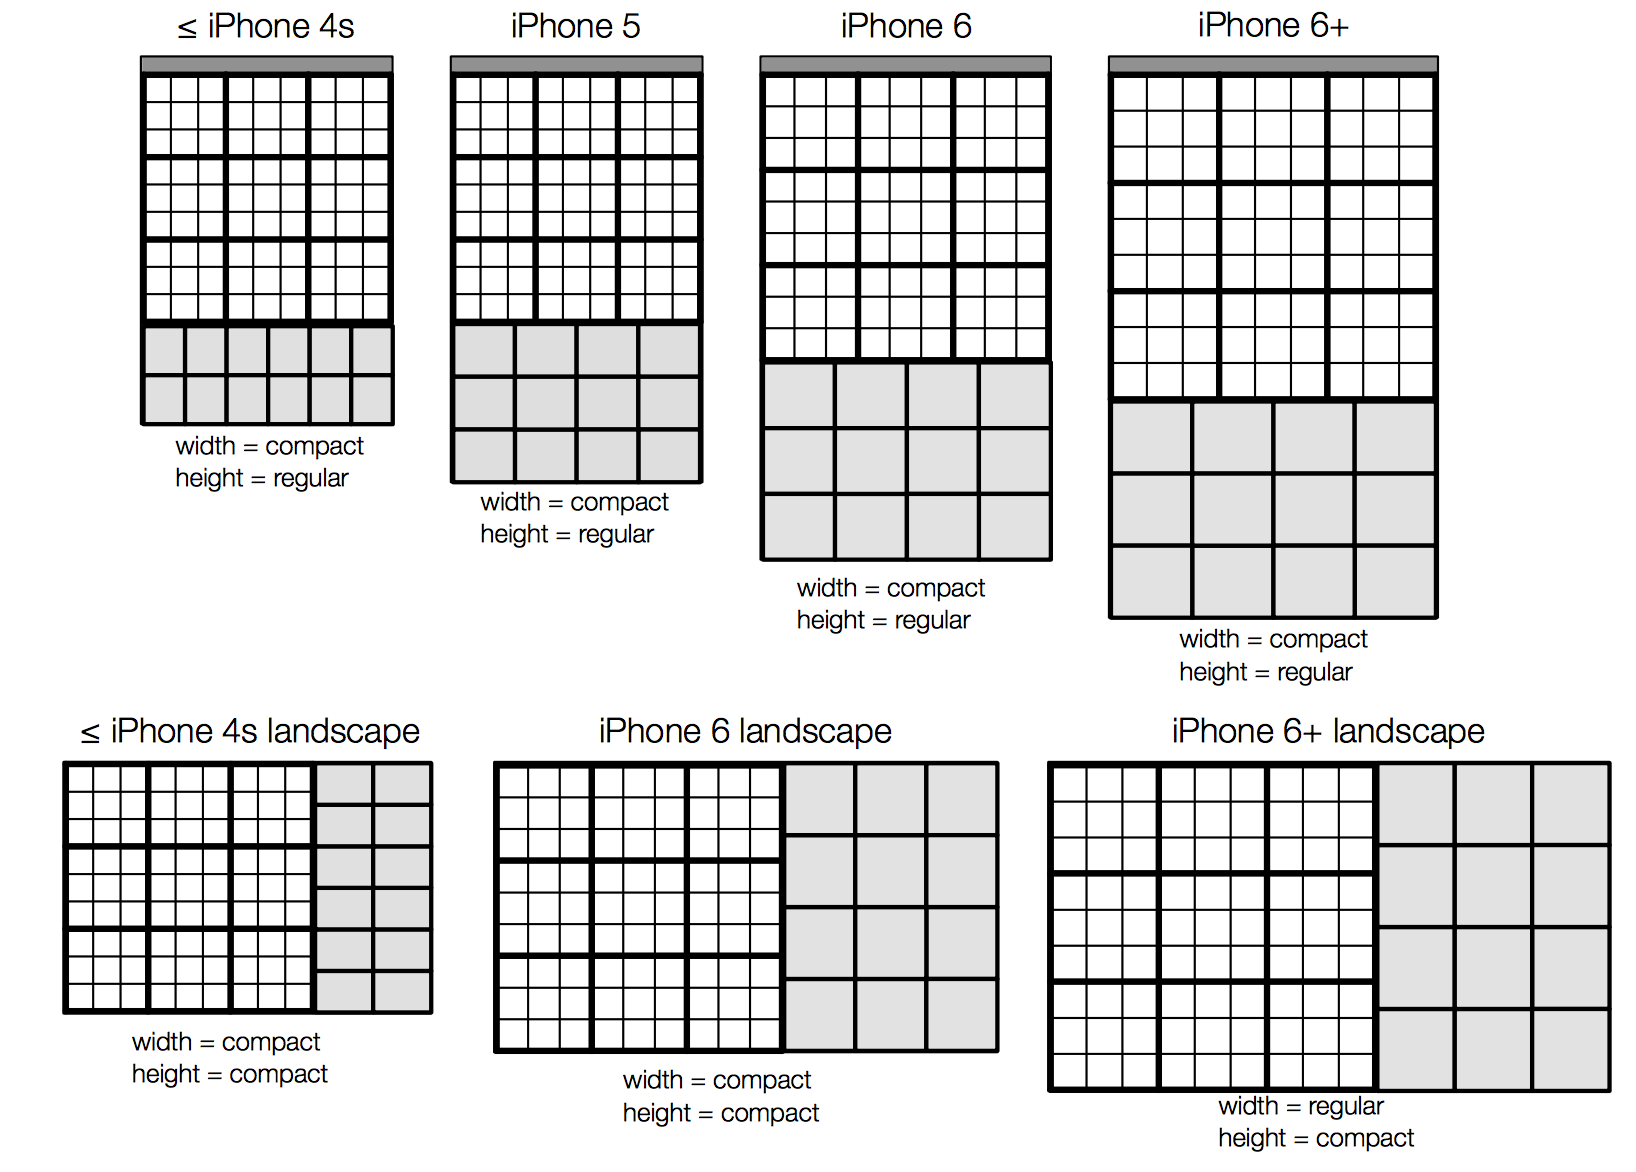 ≤ iPhone 4s
iPhone 5
iPhone 6
iPhone 6+
width = compact
height = regular
width = compact
height = regular
width = compact
height = regular
width = compact
height = regular
≤ iPhone 4s landscape
iPhone 6 landscape
iPhone 6+ landscape
width = compact
height = compact
width = compact
height = compact
width = regular
height = compact